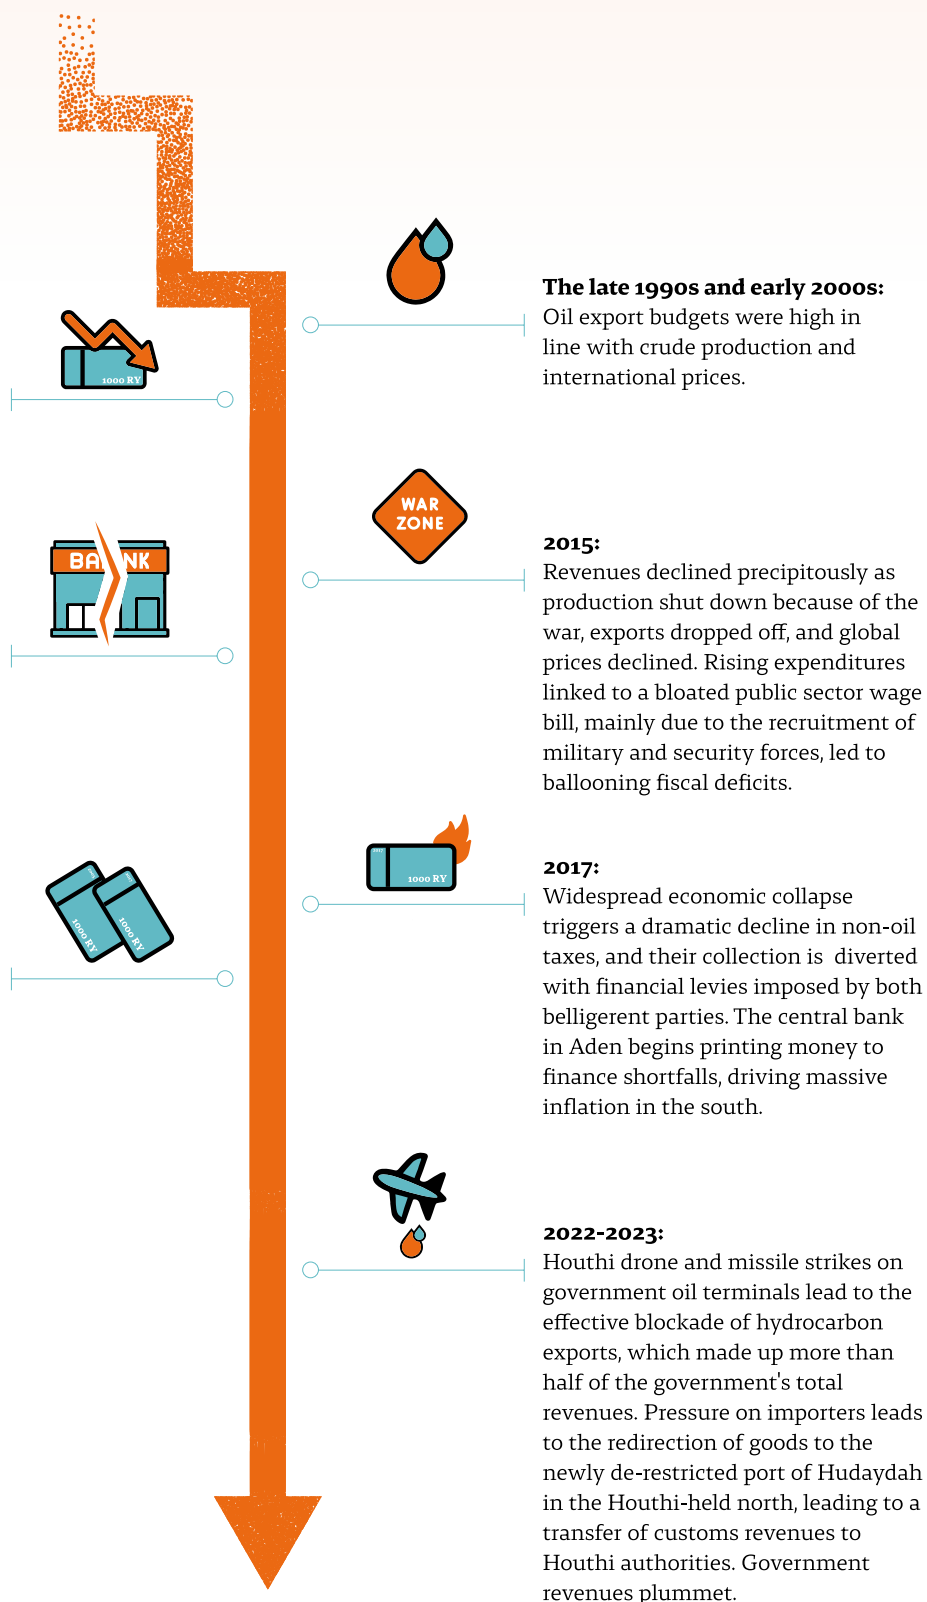 The late 1990s and early 2000s:
Oil export budgets were high in
line with crude production and
international prices.
1000 RY
WAR
ZONE
BANK
2015:
Revenues declined precipitously as
production shut down because of the
war, exports dropped off, and global
prices declined. Rising expenditures
linked to a bloated public sector wage
bill, mainly due to the recruitment of
military and security forces, led to
ballooning fiscal deficits.
1000 RY
1000 RY
1000 RY
2017:
Widespread economic collapse
triggers a dramatic decline in non-oil
taxes, and their collection is diverted
with financial levies imposed by both
belligerent parties. The central bank
in Aden begins printing money to
finance shortfalls, driving massive
inflation in the south.
2022-2023:
Houthi drone and missile strikes on
government oil terminals lead to the
effective blockade of hydrocarbon
exports, which made up more than
half of the government's total
revenues. Pressure on importers leads
to the redirection of goods to the
newly de-restricted port of Hudaydah
in the Houthi-held north, leading to a
transfer of customs revenues to
Houthi authorities. Government
revenues plummet.